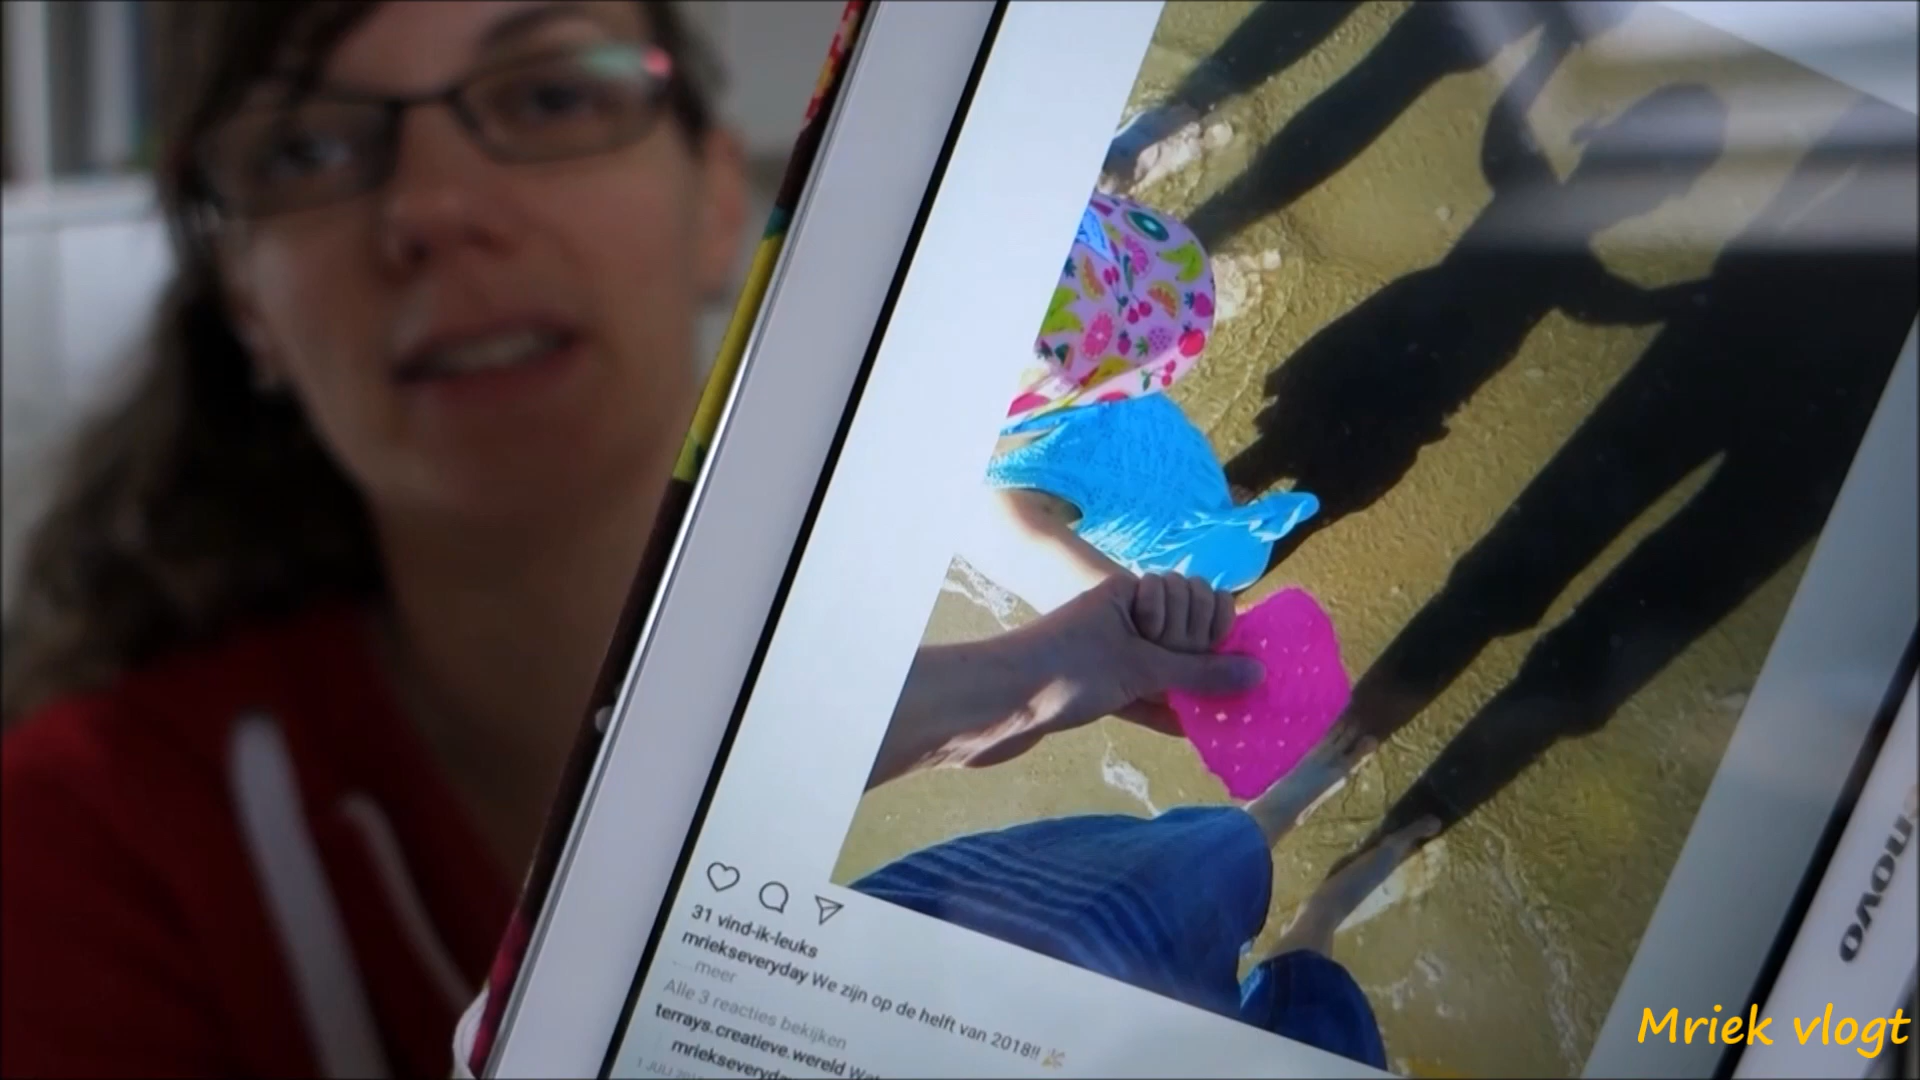 31 vind-ik-leuks
mriekseveryday We zijn op de helft van 2018!! 🎉
... meer
Alle 3 reacties bekijken
terrays.creatieve.wereld
mriekseveryday
1 JULI
Mriek vlogt